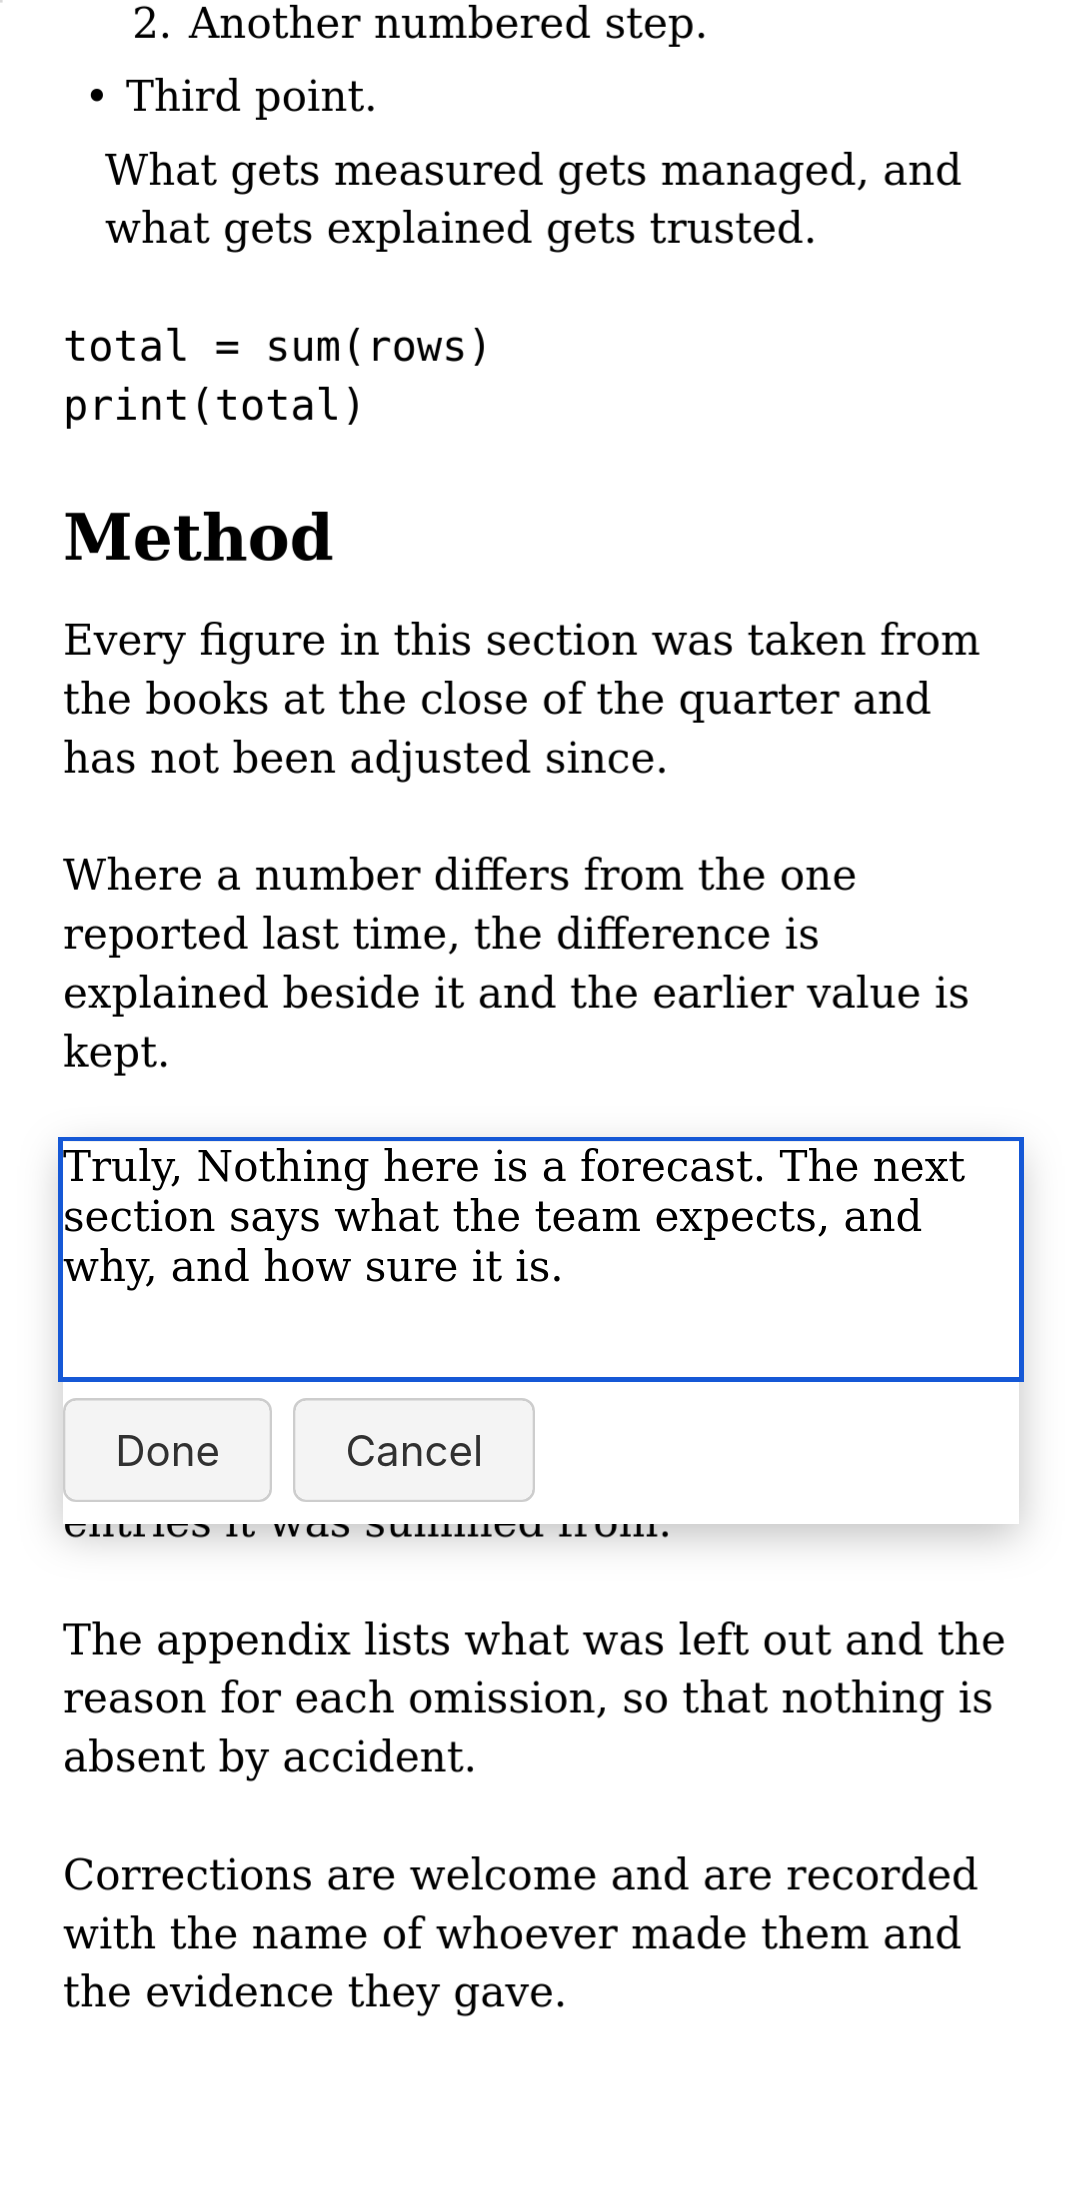 2. Another numbered step.
• Third point.
What gets measured gets managed, and
what gets explained gets trusted.
total = sum(rows)
print(total)
Method
Every figure in this section was taken from
the books at the close of the quarter and
has not been adjusted since.
Where a number differs from the one
reported last time, the difference is
explained beside it and the earlier value is
kept.
Truly, Nothing here is a forecast. The next
section says what the team expects, and
why, and how sure it is.
Done Cancel
entries it was summed from.
The appendix lists what was left out and the
reason for each omission, so that nothing is
absent by accident.
Corrections are welcome and are recorded
with the name of whoever made them and
the evidence they gave.